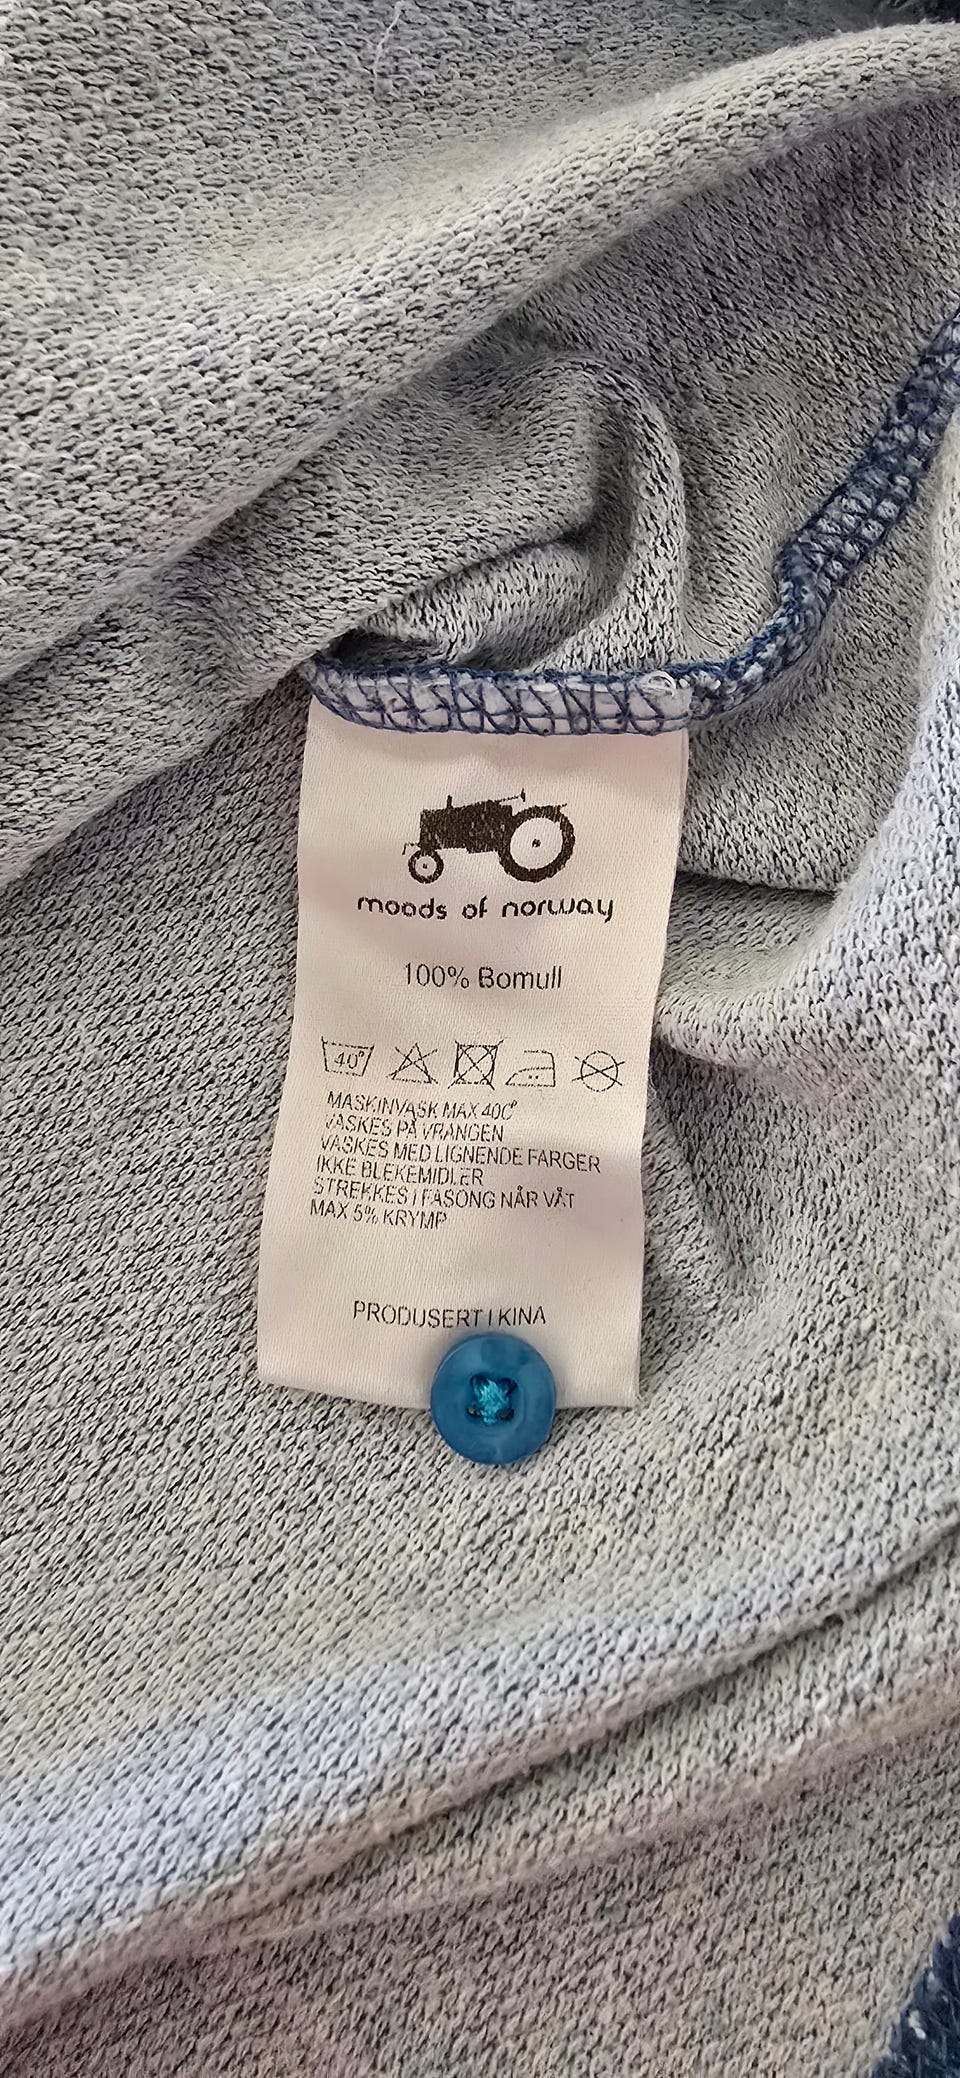 moods of norway
100% Bomull
40°
MASKINVASK MAX 40C°
VASKES PÅ VRANGEN
VASKES MED LIGNENDE FARGER
IKKE BLEKEMIDLER
STREKKES I FASONG NÅR VÅT
MAX 5% KRYMP
PRODUSERT I KINA